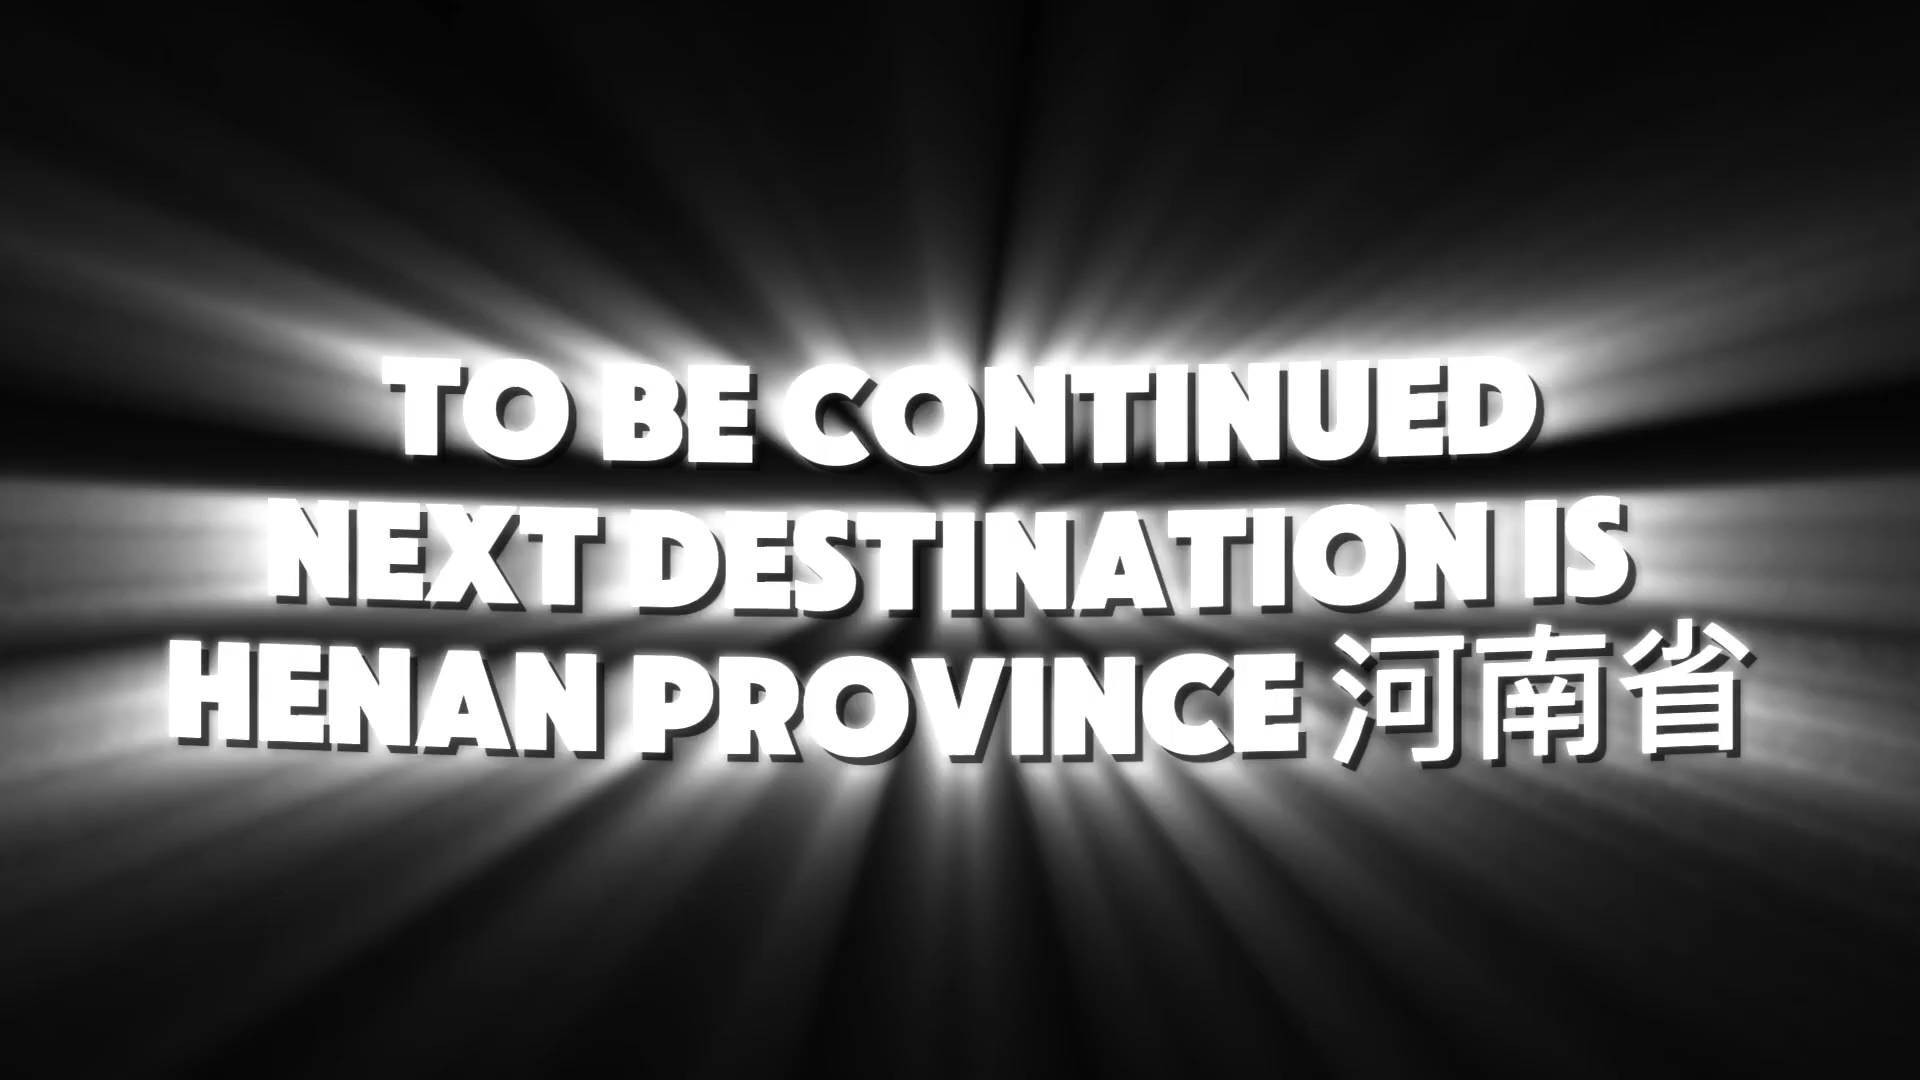 TO BE CONTINUED
NEXT DESTINATION IS
HENAN PROVINCE 河南省